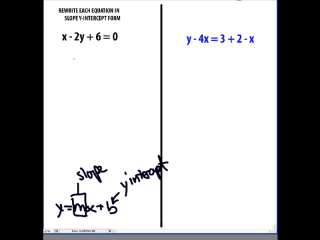 REWRITE EACH EQUATION IN
SLOPE Y-INTERCEPT FORM
x - 2y + 6 = 0
y - 4x = 3 + 2 - x
slope
y intercept
y = mx + b